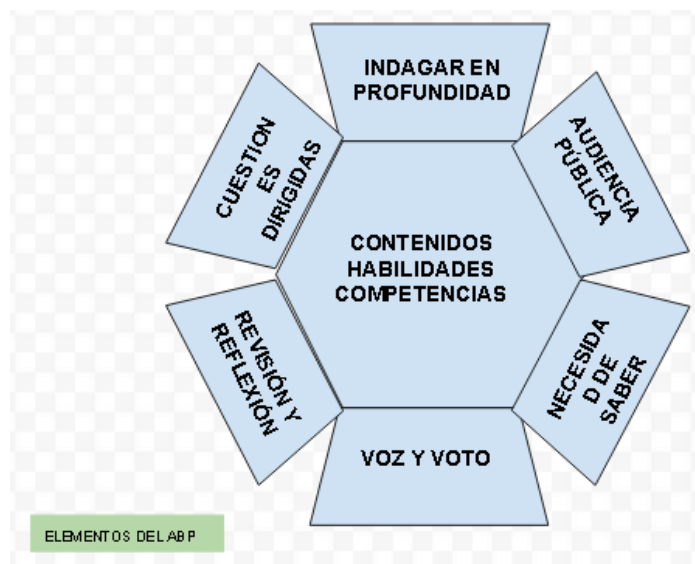 INDAGAR EN
PROFUNDIDAD
AUDIENCIA
PÚBLICA
CUESTION
ES
DIRIGIDAS
CONTENIDOS
HABILIDADES
COMPETENCIAS
REVISIÓN Y
REFLEXIÓN
NECESIDA
D DE
SABER
VOZ Y VOTO
ELEMENTOS DEL ABP